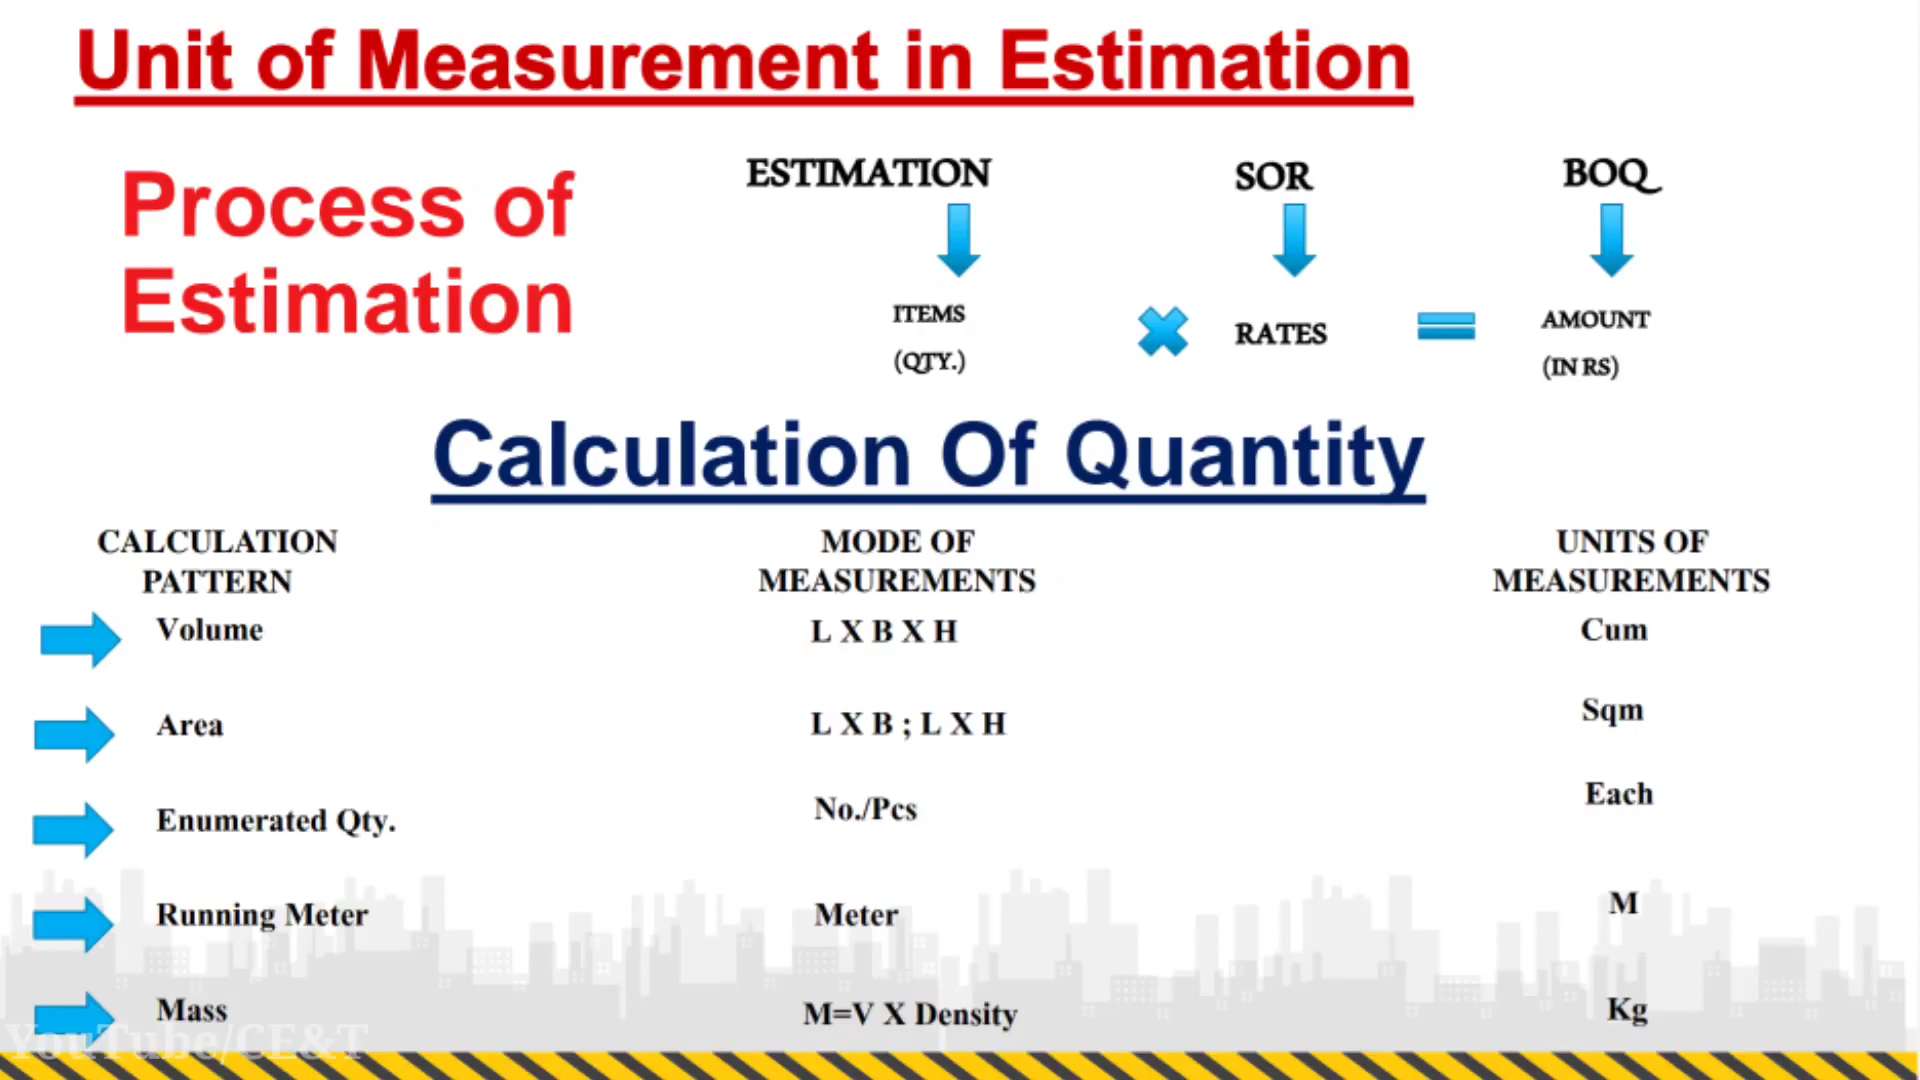 Unit of Measurement in Estimation
Process of
Estimation
ESTIMATION SOR BOQ
ITEMS
(QTY.)
RATES
AMOUNT
(IN RS)
Calculation Of Quantity
CALCULATION
PATTERN
MODE OF
MEASUREMENTS
UNITS OF
MEASUREMENTS
Volume L X B X H Cum
Area L X B ; L X H Sqm
Enumerated Qty. No./Pcs Each
Running Meter Meter M
Mass M=V X Density Kg
YouTube/CE&T